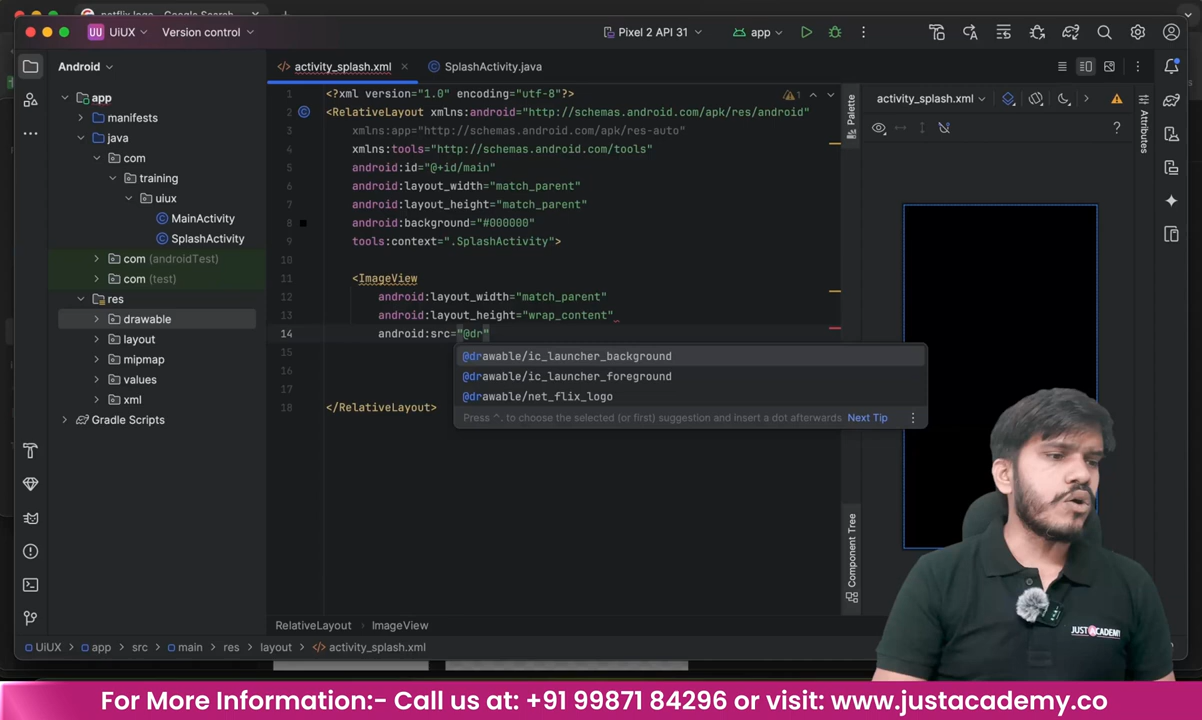 netflix logo - Google Search
UU UiUX Version control Pixel 2 API 31 app
Android activity_splash.xml SplashActivity.java
app
manifests
java
com
training
uiux
MainActivity
SplashActivity
com (androidTest)
com (test)
res
drawable
layout
mipmap
values
xml
Gradle Scripts
1 <?xml version="1.0" encoding="utf-8"?>
2 <RelativeLayout xmlns:android="http://schemas.android.com/apk/res/android"
3 xmlns:app="http://schemas.android.com/apk/res-auto"
4 xmlns:tools="http://schemas.android.com/tools"
5 android:id="@+id/main"
6 android:layout_width="match_parent"
7 android:layout_height="match_parent"
8 android:background="#000000"
9 tools:context=".SplashActivity">
10
11 <ImageView
12 android:layout_width="match_parent"
13 android:layout_height="wrap_content"
14 android:src="@dr"
15
16
17
18 </RelativeLayout>
1
@drawable/ic_launcher_background
@drawable/ic_launcher_foreground
@drawable/net_flix_logo
Press ^. to choose the selected (or first) suggestion and insert a dot afterwards Next Tip
Palette
activity_splash.xml
Attributes
?
Component Tree
RelativeLayout > ImageView
UiUX > app > src > main > res > layout > activity_splash.xml
JUSTACADEMY
For More Information:- Call us at: +91 99871 84296 or visit: www.justacademy.co